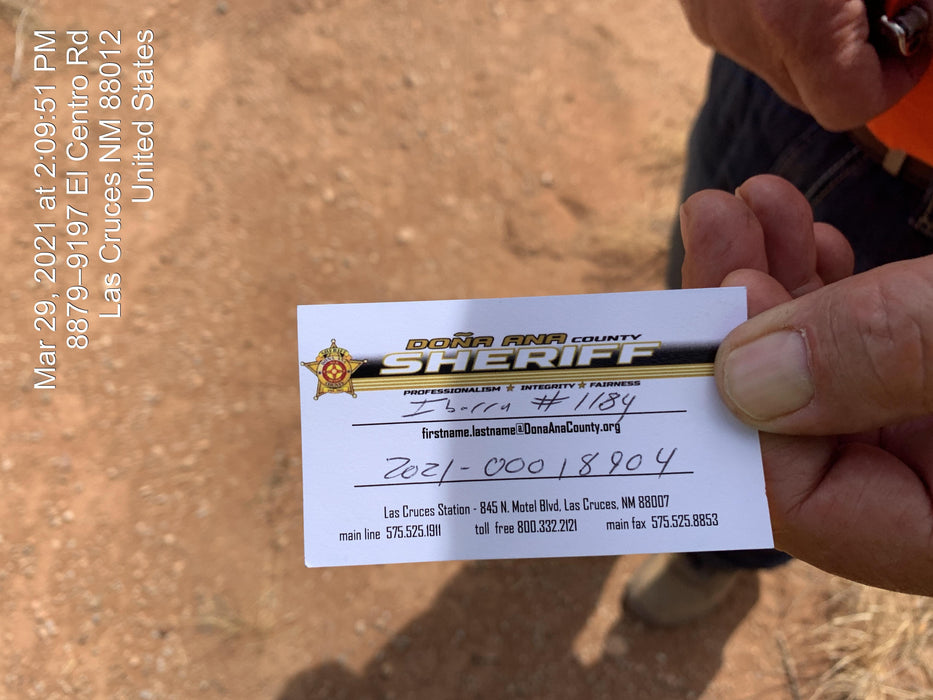 Mar 29, 2021 at 2:09:51 PM
8879–9197 El Centro Rd
Las Cruces NM 88012
United States
DOÑA ANA COUNTY
SHERIFF
PROFESSIONALISM ★ INTEGRITY ★ FAIRNESS
Ibarra # 1184
firstname.lastname@DonaAnaCounty.org
2021-00018904
Las Cruces Station - 845 N. Motel Blvd, Las Cruces, NM 88007
main line 575.525.1911 toll free 800.332.2121 main fax 575.525.8853